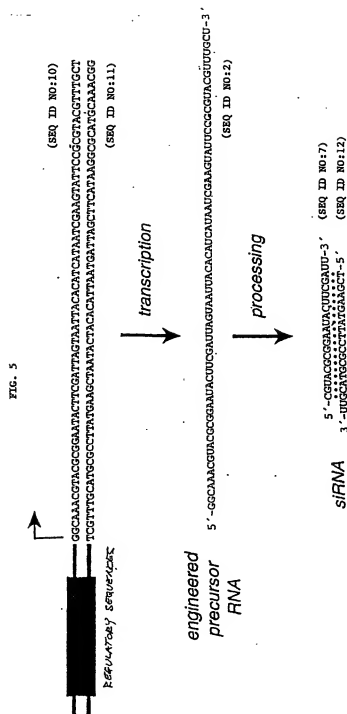 FIG. 5
(SEQ ID NO:10)
GGCAAACGTACGCGGAATACTTCGATTAGTAATTACACATCATAATCGAAGTATTCCGCGTACGTTTGCT
TCGTTTGCATGCGCCTTATGAAGCTAATACTACACATTAATGATTAGCTTCATAAGGCGCATGCAAACGG
(SEQ ID NO:11)
REGULATORY SEQUENCES
transcription
engineered
precursor
RNA
5´-GGCAAACGUACGCGGAAUACUUCGAUUAGUAAUUACACAUCAUAAUCGAAGUAUUCCGCGUACGUUUGCU-3´
(SEQ ID NO:2)
processing
5´-CGUACGCGGAAUACUUCGAUU-3´ (SEQ ID NO:7)
3´-UUGCAUGCGCCUUAUGAAGCU-5´ (SEQ ID NO:12)
siRNA